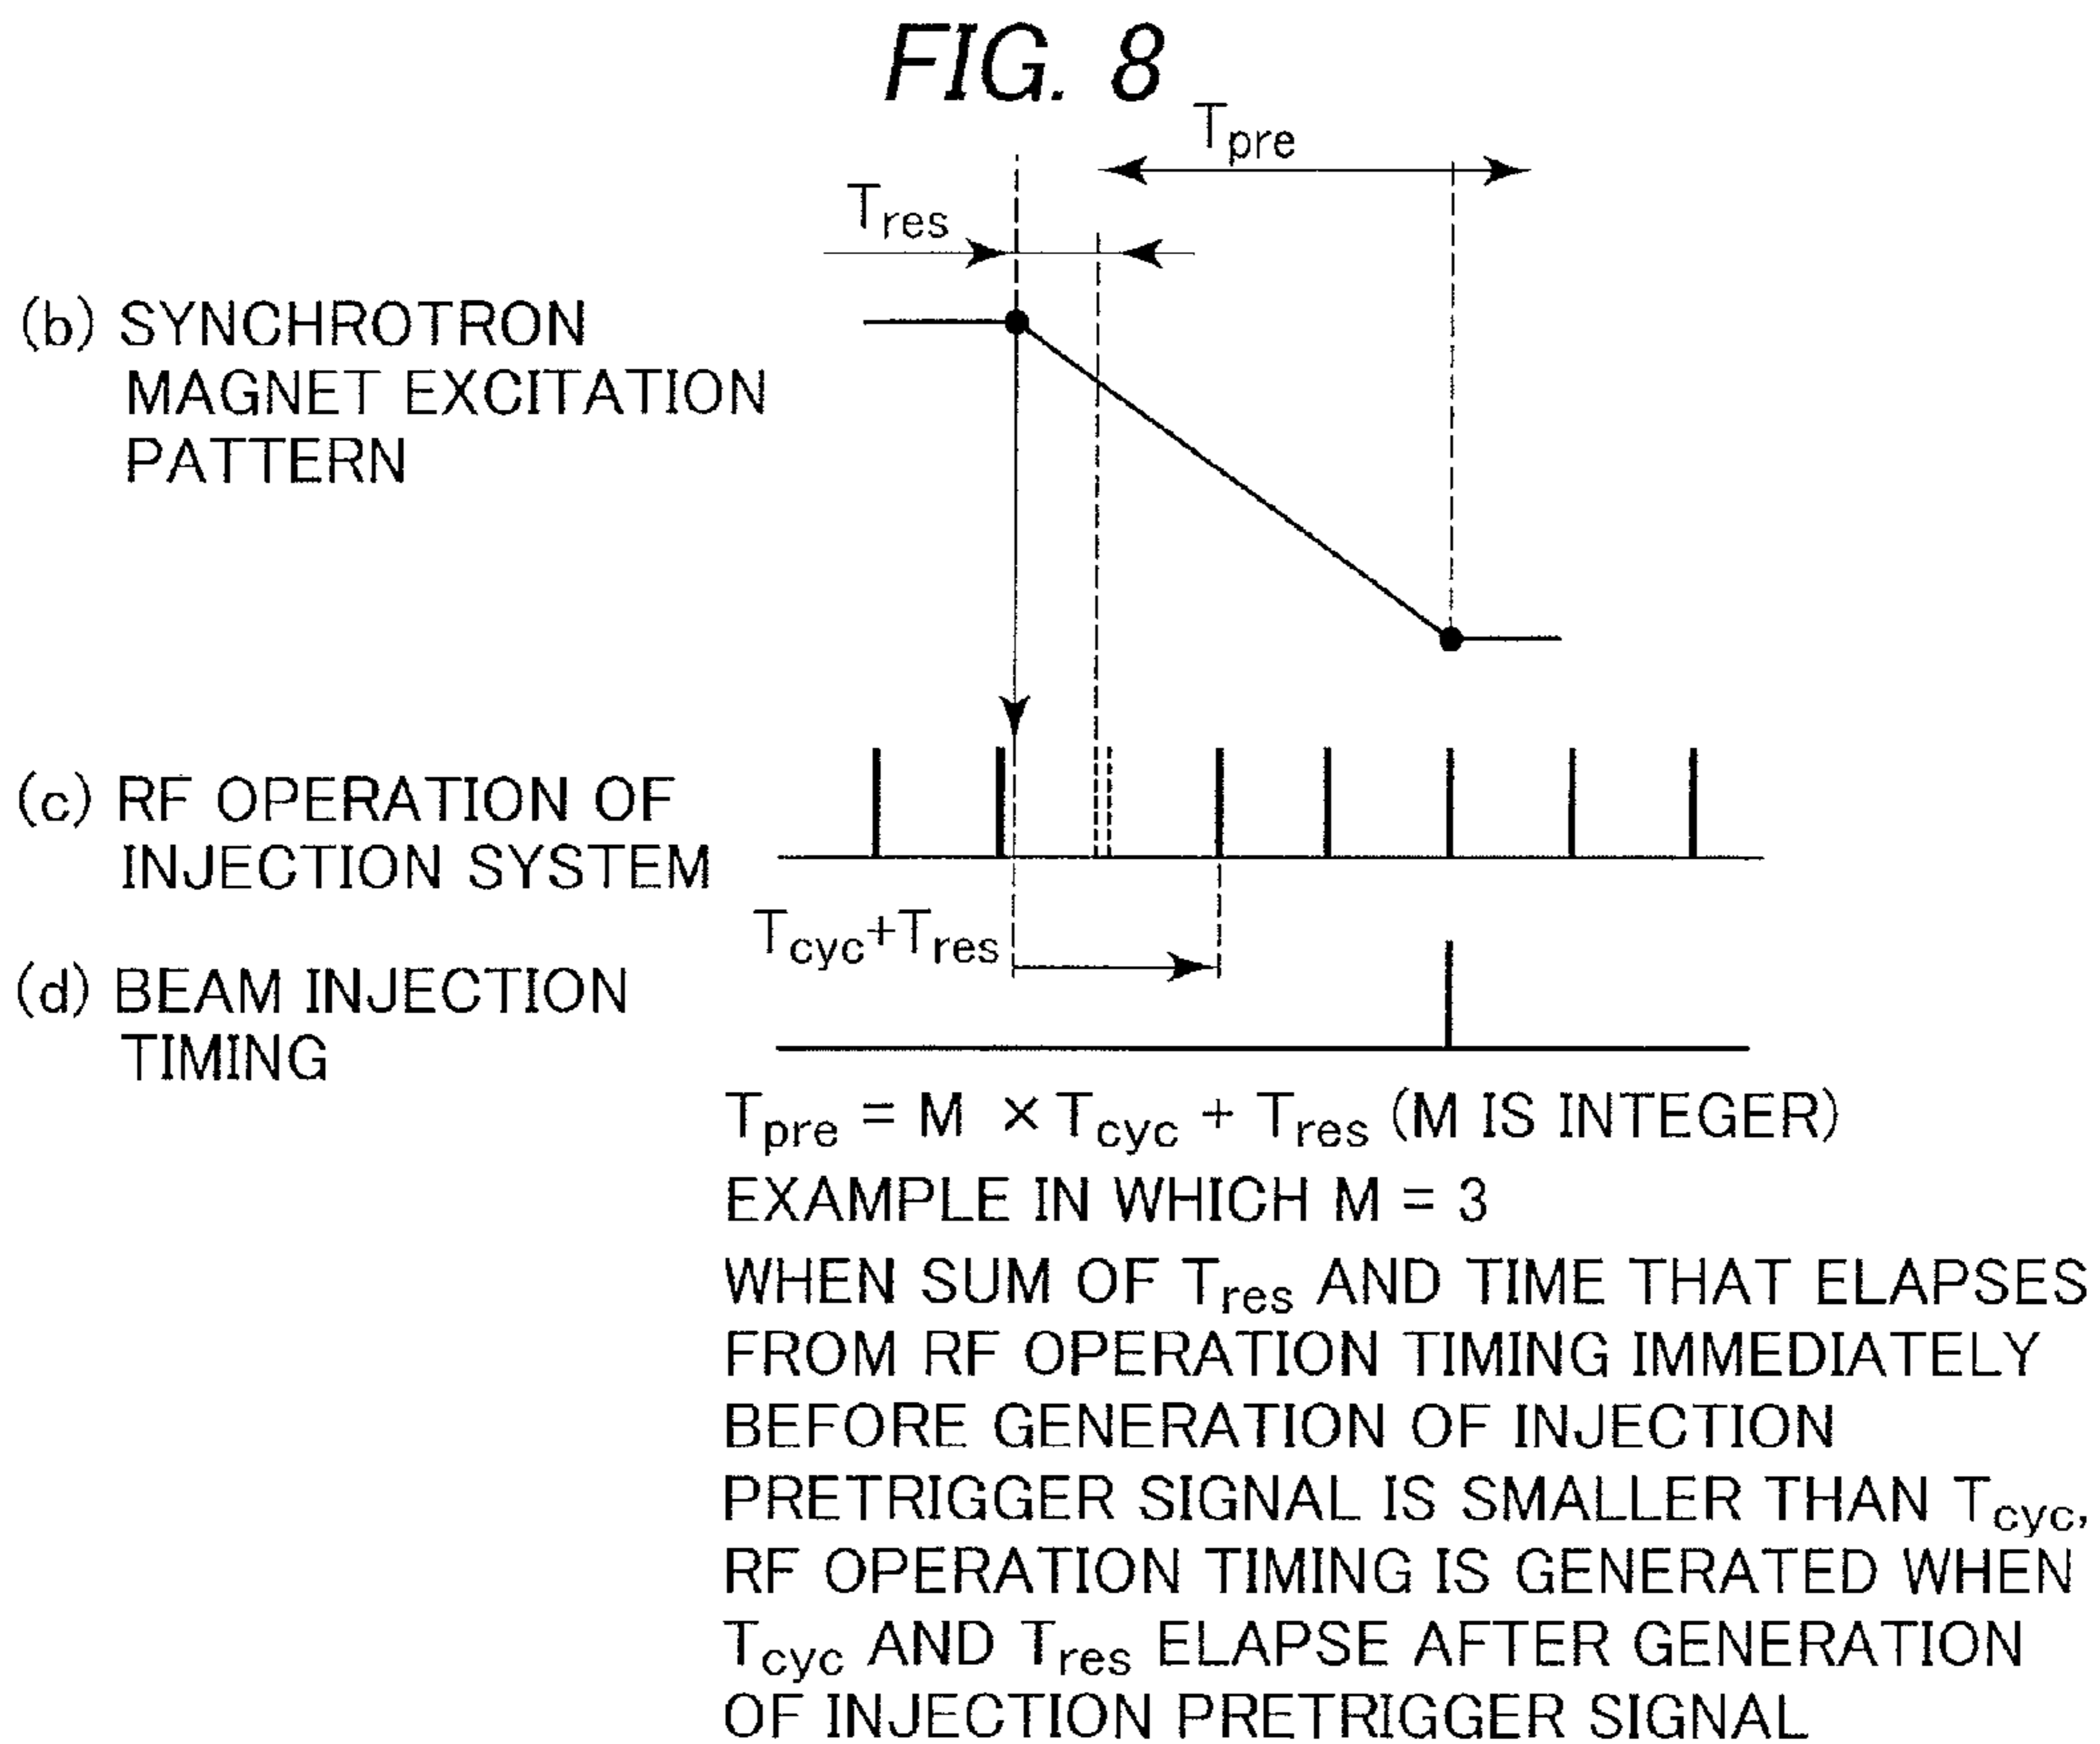 FIG. 8
Tpre
Tres
(b) SYNCHROTRON
MAGNET EXCITATION
PATTERN
(c) RF OPERATION OF
INJECTION SYSTEM
Tcyc+Tres
(d) BEAM INJECTION
TIMING
Tpre = M × Tcyc + Tres (M IS INTEGER)
EXAMPLE IN WHICH M = 3
WHEN SUM OF Tres AND TIME THAT ELAPSES
FROM RF OPERATION TIMING IMMEDIATELY
BEFORE GENERATION OF INJECTION
PRETRIGGER SIGNAL IS SMALLER THAN Tcyc,
RF OPERATION TIMING IS GENERATED WHEN
Tcyc AND Tres ELAPSE AFTER GENERATION
OF INJECTION PRETRIGGER SIGNAL